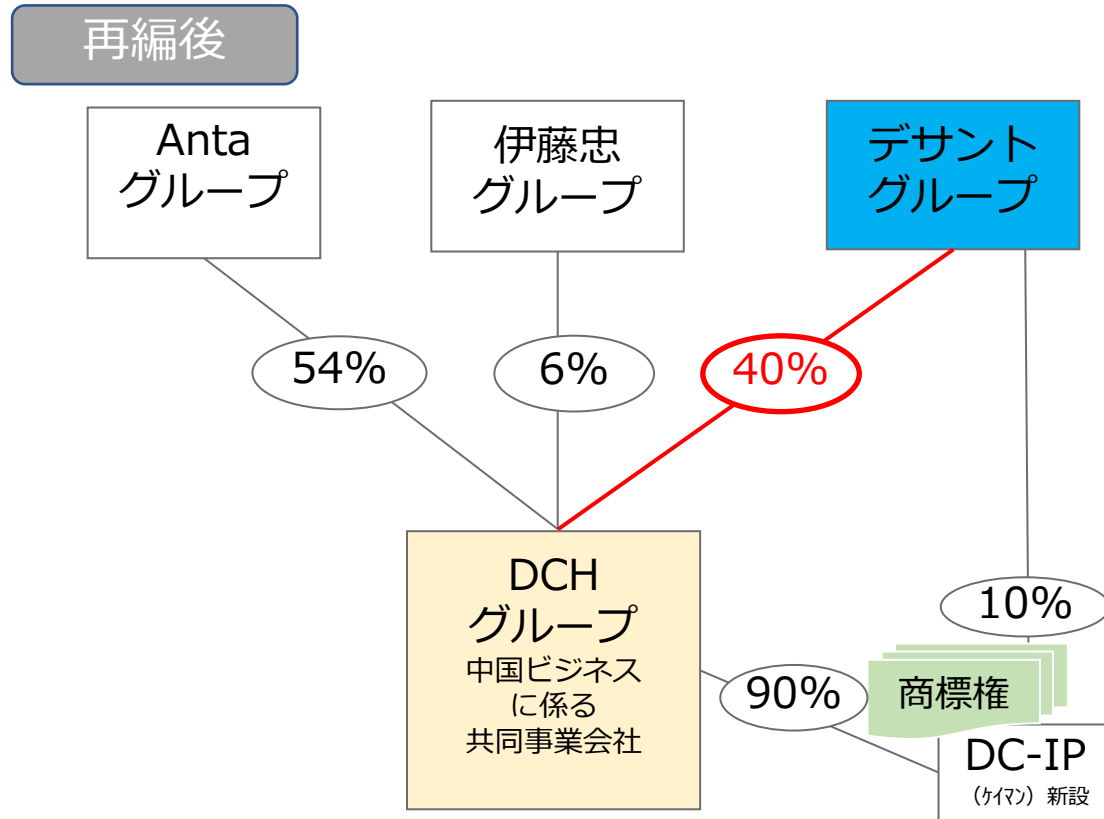 再編後
Anta
グループ
伊藤忠
グループ
デサント
グループ
54%
6%
40%
DCH
グループ
中国ビジネス
に係る
共同事業会社
10%
90%
商標権
DC-IP
（ｹｲﾏﾝ）新設